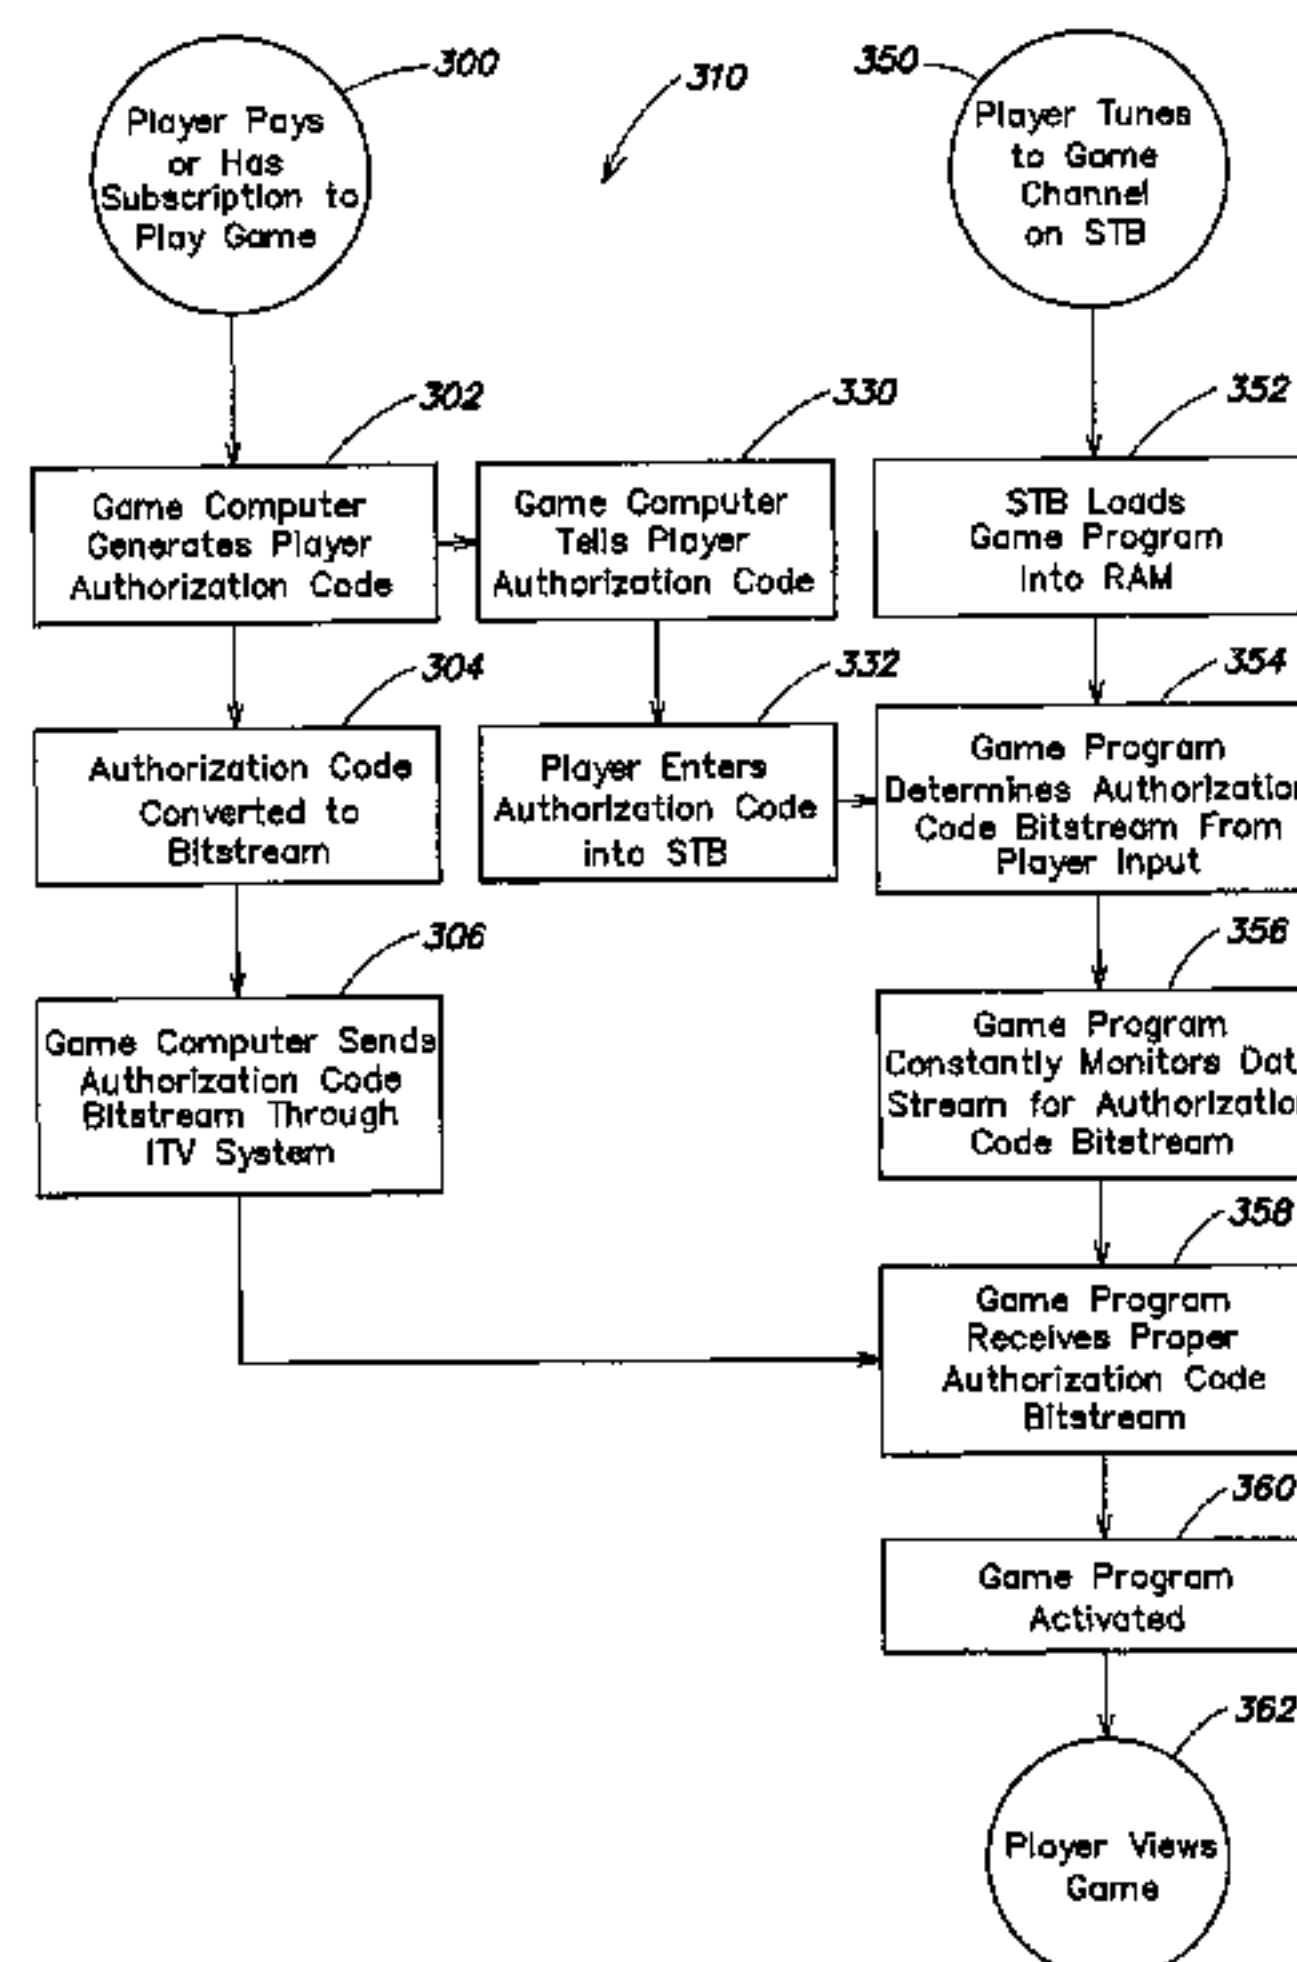 300
Player Pays
or Has
Subscription to
Play Game
310
350
Player Tunes
to Game
Channel
on STB
302
Game Computer
Generates Player
Authorization Code
330
Game Computer
Tells Player
Authorization Code
352
STB Loads
Game Program
Into RAM
304
Authorization Code
Converted to
Bitstream
332
Player Enters
Authorization Code
into STB
354
Game Program
Determines Authorizatio
Code Bitstream From
Player Input
306
Game Computer Sends
Authorization Code
Bitstream Through
ITV System
356
Game Program
Constantly Monitors Dat
Stream for Authorizatio
Code Bitstream
358
Game Program
Receives Proper
Authorization Code
Bitstream
360
Game Program
Activated
362
Player Views
Game